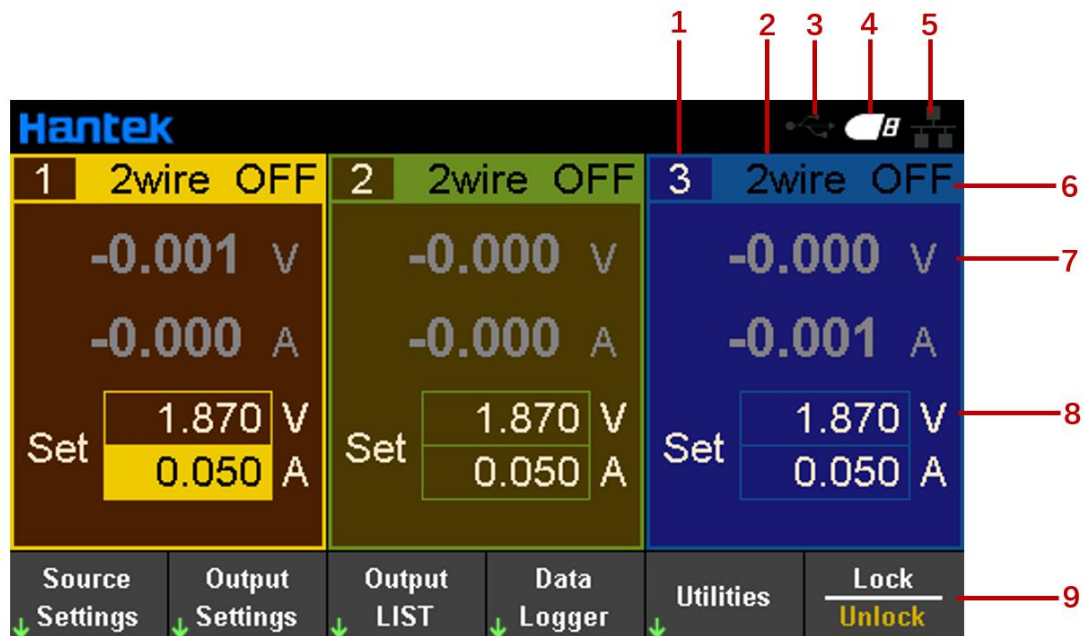 1 2 3 4 5
Hantek
1 2wire OFF 2 2wire OFF 3 2wire OFF 6
-0.001 V -0.000 V -0.000 V 7
-0.000 A -0.000 A -0.001 A
Set 1.870 V Set 1.870 V Set 1.870 V 8
0.050 A 0.050 A 0.050 A
Source Output Output Data Utilities Lock 9
Settings Settings LIST Logger Unlock